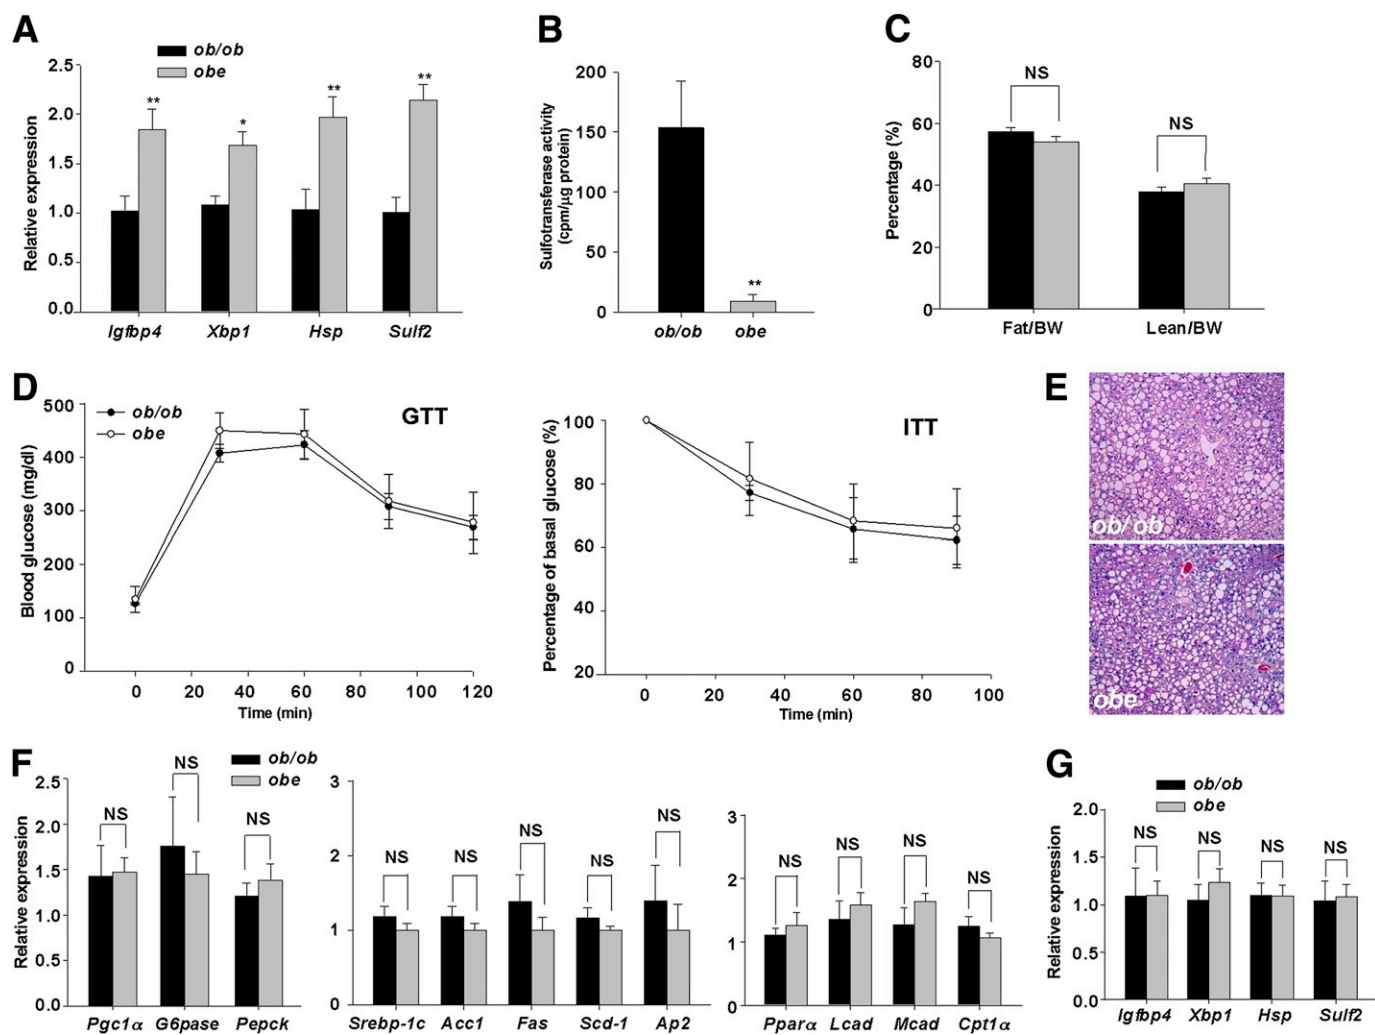 A
ob/ob
obe
2.5
2.0
1.5
1.0
0.5
0.0
Relative expression
**
*
**
**
Igfbp4 Xbp1 Hsp Sulf2
B
200
150
100
50
0
Sulfotransferase activity
(cpm/µg protein)
**
ob/ob obe
C
80
60
40
20
0
Percentage (%)
NS
NS
Fat/BW Lean/BW
D
500
400
300
200
100
0
Blood glucose (mg/dl)
ob/ob
obe
GTT
0 20 40 60 80 100 120
Time (min)
100
80
60
40
20
Percentage of basal glucose (%)
ITT
0 20 40 60 80 100
Time (min)
E
ob/ob
obe
F
ob/ob
obe
2.5
2.0
1.5
1.0
0.5
0.0
Relative expression
NS NS NS
Pgc1α G6pase Pepck
3
2
1
0
NS NS NS NS NS
Srebp-1c Acc1 Fas Scd-1 Ap2
3
2
1
0
NS NS NS NS
Pparα Lcad Mcad Cpt1α
G
ob/ob
obe
2.0
1.5
1.0
0.5
0.0
Relative expression
NS NS NS NS
Igfbp4 Xbp1 Hsp Sulf2